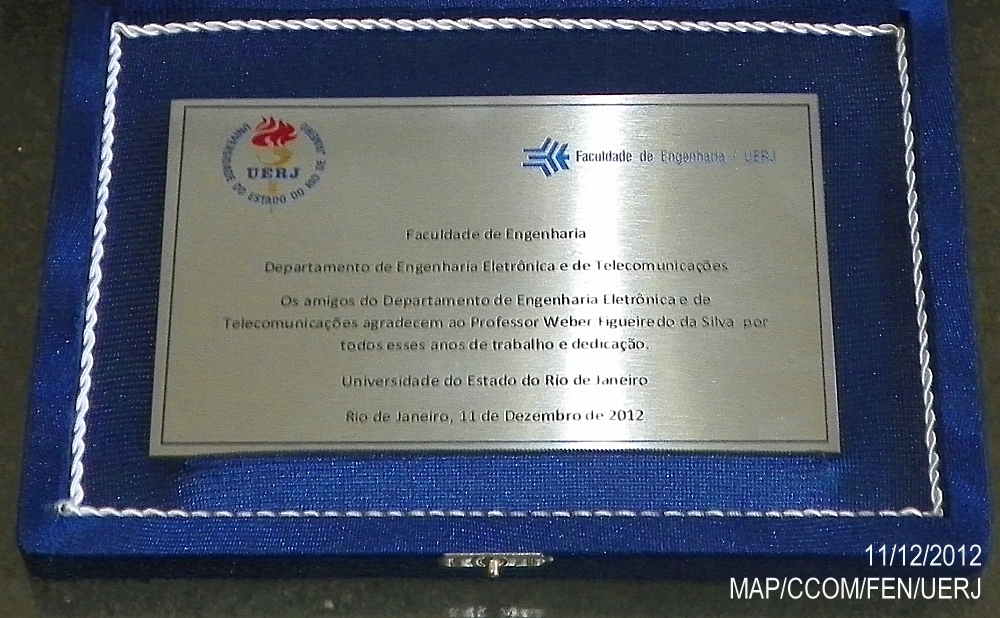 UNIVERSIDADE DO ESTADO DO RIO DE JANEIRO
UERJ
Faculdade de Engenharia / UERJ
Faculdade de Engenharia
Departamento de Engenharia Eletrônica e de Telecomunicações
Os amigos do Departamento de Engenharia Eletrônica e de
Telecomunicações agradecem ao Professor Weber Figueiredo da Silva por
todos esses anos de trabalho e dedicação.
Universidade do Estado do Rio de Janeiro
Rio de Janeiro, 11 de Dezembro de 2012
11/12/2012
MAP/CCOM/FEN/UERJ